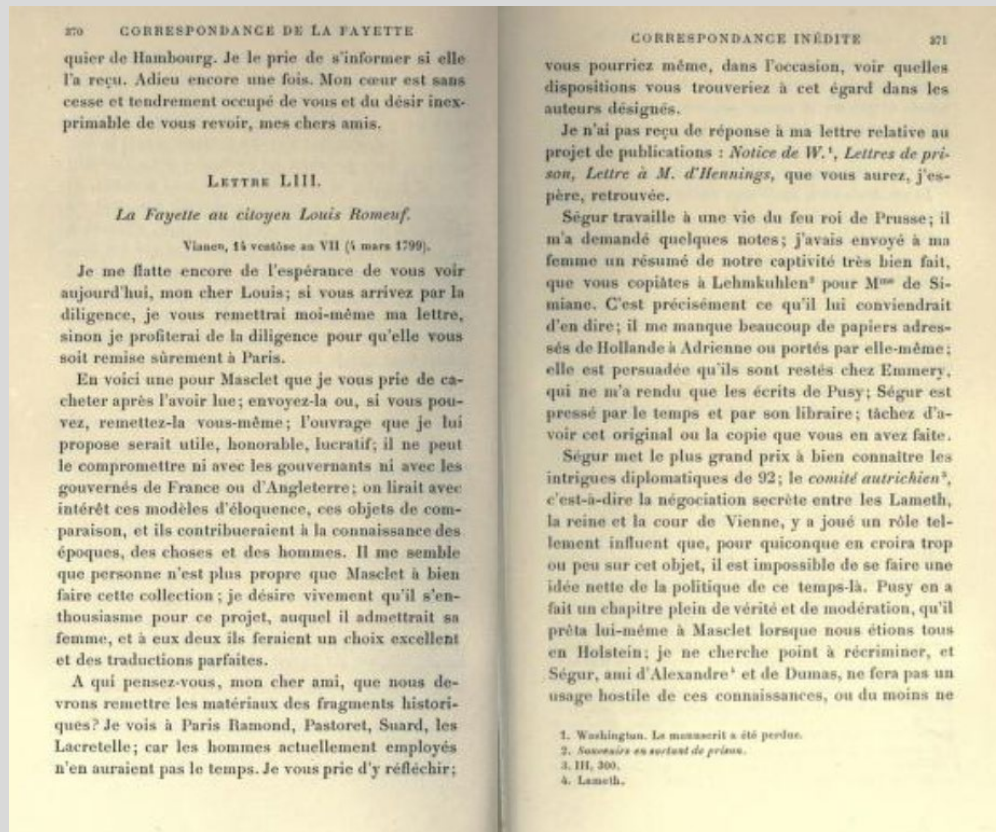 270 CORRESPONDANCE DE LA FAYETTE
quier de Hambourg. Je le prie de s'informer si elle
l'a reçu. Adieu encore une fois. Mon cœur est sans
cesse et tendrement occupé de vous et du désir inex-
primable de vous revoir, mes chers amis.
LETTRE LIII.
La Fayette au citoyen Louis Romeuf.
Vianen, 14 ventôse an VII (4 mars 1799).
Je me flatte encore de l'espérance de vous voir
aujourd'hui, mon cher Louis; si vous arrivez par la
diligence, je vous remettrai moi-même ma lettre,
sinon je profiterai de la diligence pour qu'elle vous
soit remise sûrement à Paris.
En voici une pour Masclet que je vous prie de ca-
cheter après l'avoir lue; envoyez-la ou, si vous pou-
vez, remettez-la vous-même; l'ouvrage que je lui
propose serait utile, honorable, lucratif; il ne peut
le compromettre ni avec les gouvernants ni avec les
gouvernés de France ou d'Angleterre; on lirait avec
intérêt ces modèles d'éloquence, ces objets de com-
paraison, et ils contribueraient à la connaissance des
époques, des choses et des hommes. Il me semble
que personne n'est plus propre que Masclet à bien
faire cette collection; je désire vivement qu'il s'en-
thousiasme pour ce projet, auquel il admettrait sa
femme, et à eux deux ils feraient un choix excellent
et des traductions parfaites.
A qui pensez-vous, mon cher ami, que nous de-
vrons remettre les matériaux des fragments histori-
ques? Je vois à Paris Ramond, Pastoret, Suard, les
Lacretelle; car les hommes actuellement employés
n'en auraient pas le temps. Je vous prie d'y réfléchir;
CORRESPONDANCE INÉDITE 271
vous pourriez même, dans l'occasion, voir quelles
dispositions vous trouveriez à cet égard dans les
auteurs désignés.
Je n'ai pas reçu de réponse à ma lettre relative au
projet de publications : Notice de W.¹, Lettres de pri-
son, Lettre à M. d'Hennings, que vous aurez, j'es-
père, retrouvée.
Ségur travaille à une vie du feu roi de Prusse; il
m'a demandé quelques notes; j'avais envoyé à ma
femme un résumé de notre captivité très bien fait,
que vous copiâtes à Lehmkuhlen² pour Mᵐᵉ de Si-
miane. C'est précisément ce qu'il lui conviendrait
d'en dire; il me manque beaucoup de papiers adres-
sés de Hollande à Adrienne ou portés par elle-même;
elle est persuadée qu'ils sont restés chez Emmery,
qui ne m'a rendu que les écrits de Pusy; Ségur est
pressé par le temps et par son libraire; tâchez d'a-
voir cet original ou la copie que vous en avez faite.
Ségur met le plus grand prix à bien connaître les
intrigues diplomatiques de 92; le comité autrichien³,
c'est-à-dire la négociation secrète entre les Lameth,
la reine et la cour de Vienne, y a joué un rôle tel-
lement influent que, pour quiconque en croira trop
ou peu sur cet objet, il est impossible de se faire une
idée nette de la politique de ce temps-là. Pusy en a
fait un chapitre plein de vérité et de modération, qu'il
prêta lui-même à Masclet lorsque nous étions tous
en Holstein; je ne cherche point à récriminer, et
Ségur, ami d'Alexandre⁴ et de Dumas, ne fera pas un
usage hostile de ces connaissances, ou du moins ne
1. Washington. Le manuscrit a été perdue.
2. Souvenirs en sortant de prison.
3. III, 300.
4. Lameth.